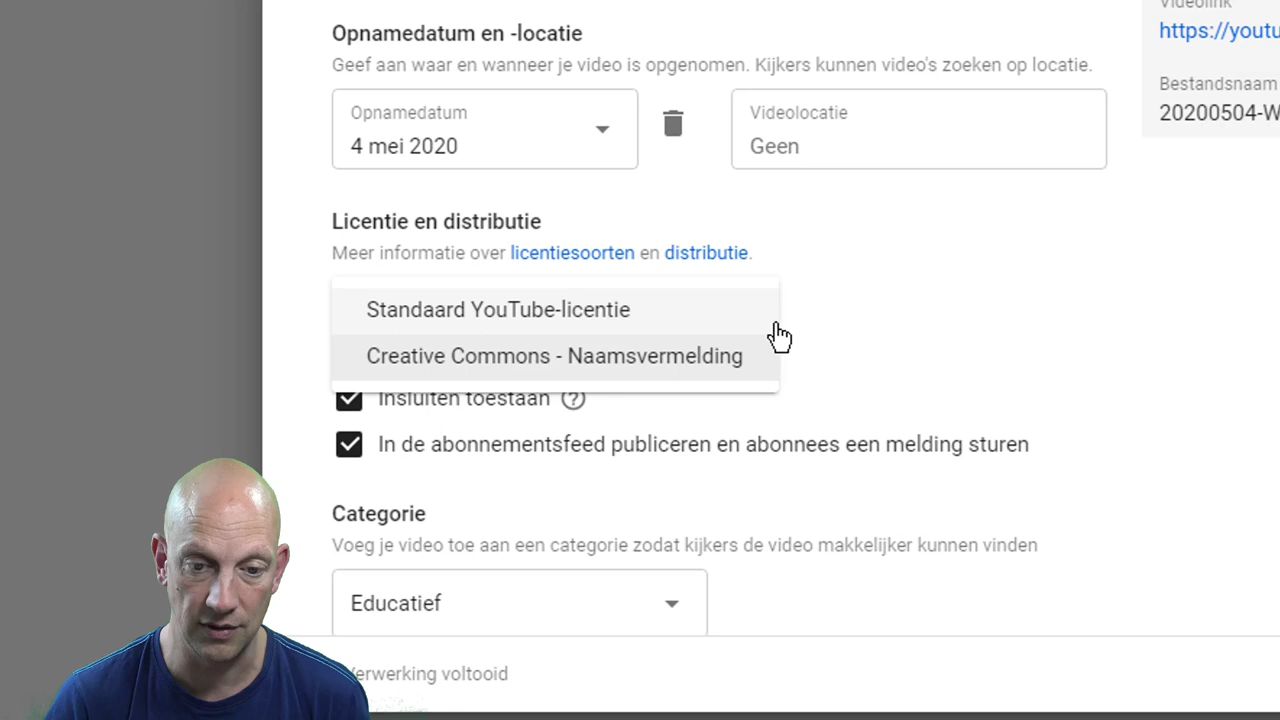 Videolink
Opnamedatum en -locatie
https://youtu
Geef aan waar en wanneer je video is opgenomen. Kijkers kunnen video's zoeken op locatie.
Bestandsnaam
Opnamedatum
Videolocatie
20200504-W
4 mei 2020
Geen
Licentie en distributie
Meer informatie over licentiesoorten en distributie.
Standaard YouTube-licentie
Creative Commons - Naamsvermelding
Insluiten toestaan ?
In de abonnementsfeed publiceren en abonnees een melding sturen
Categorie
Voeg je video toe aan een categorie zodat kijkers de video makkelijker kunnen vinden
Educatief
Verwerking voltooid